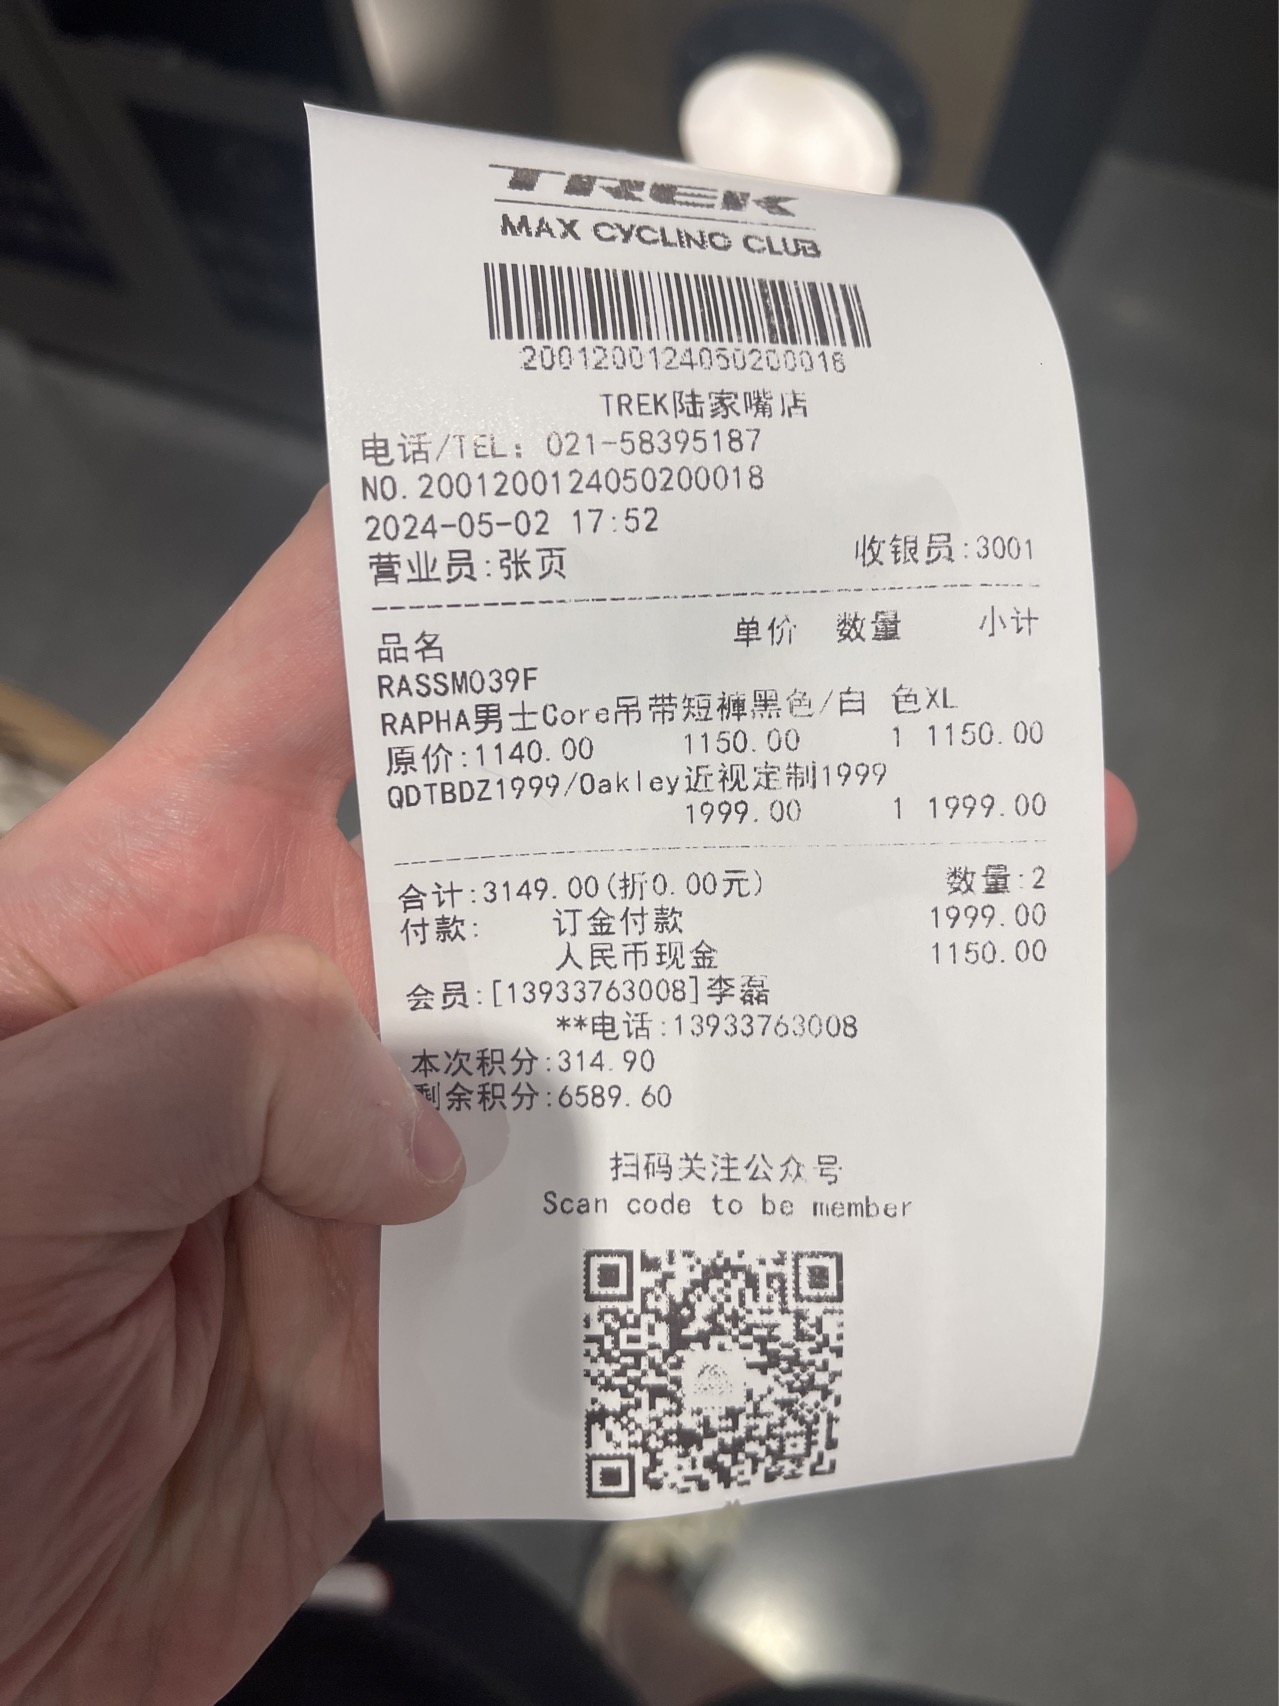 TREK
MAX CYCLING CLUB
2001200124050200018
TREK陆家嘴店
电话/TEL: 021-58395187
NO.2001200124050200018
2024-05-02 17:52
营业员:张页 收银员:3001
品名 单价 数量 小计
RASSM039F
RAPHA男士Core吊带短裤黑色/白 色XL
原价:1140.00 1150.00 1 1150.00
QDTBDZ1999/Oakley近视定制1999
1999.00 1 1999.00
合计:3149.00(折0.00元) 数量:2
付款: 订金付款 1999.00
人民币现金 1150.00
会员:[13933763008]李磊
**电话:13933763008
本次积分:314.90
剩余积分:6589.60
扫码关注公众号
Scan code to be member